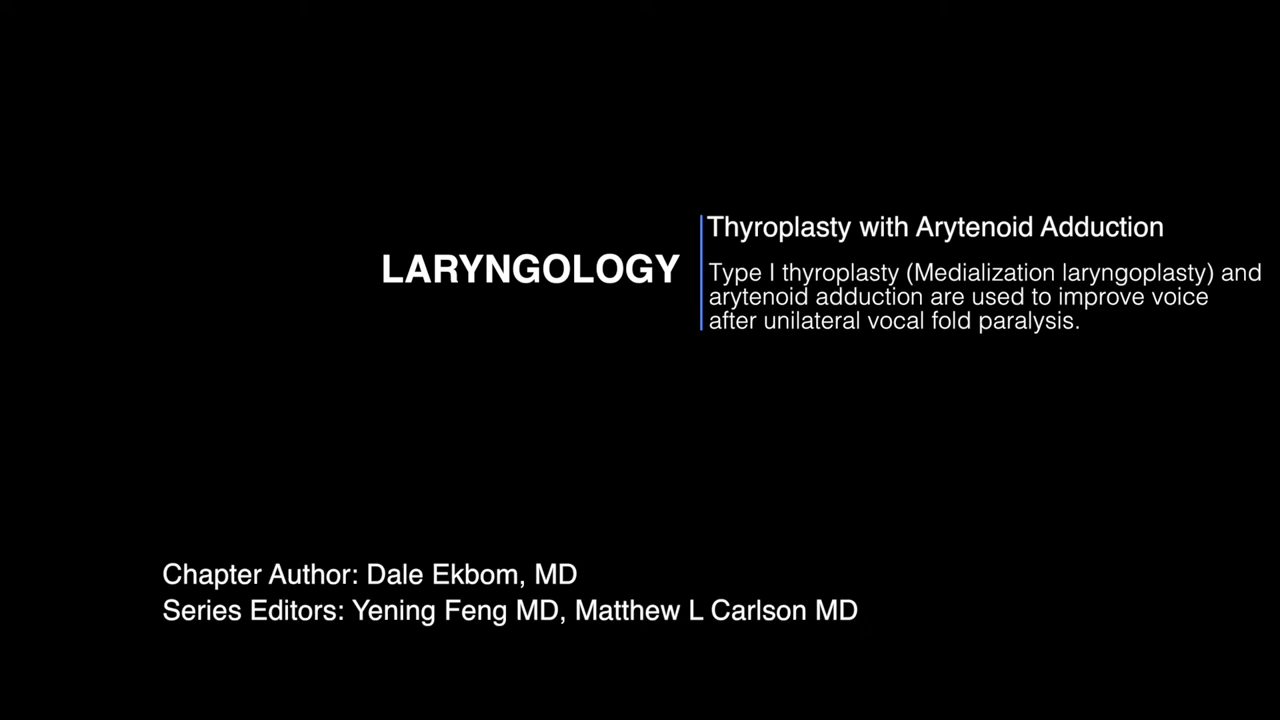 LARYNGOLOGY
Thyroplasty with Arytenoid Adduction
Type I thyroplasty (Medialization laryngoplasty) and
arytenoid adduction are used to improve voice
after unilateral vocal fold paralysis.
Chapter Author: Dale Ekbom, MD
Series Editors: Yening Feng MD, Matthew L Carlson MD